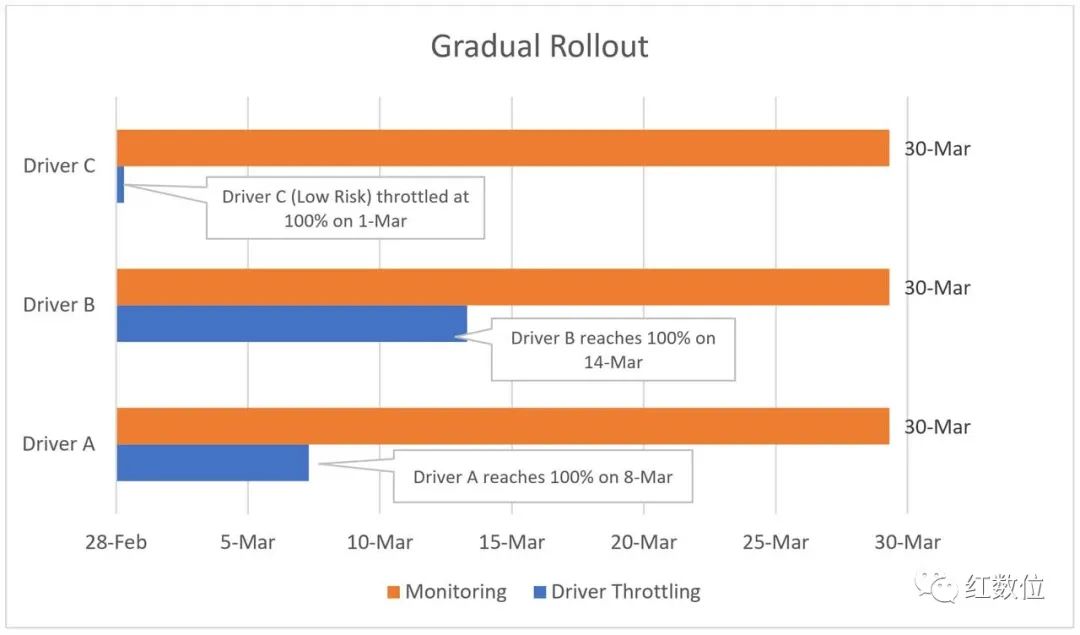 Gradual Rollout
Driver C
30-Mar
Driver C (Low Risk) throttled at
100% on 1-Mar
Driver B
30-Mar
Driver B reaches 100% on
14-Mar
Driver A
30-Mar
Driver A reaches 100% on 8-Mar
28-Feb 5-Mar 10-Mar 15-Mar 20-Mar 25-Mar 30-Mar
Monitoring Driver Throttling
红数位